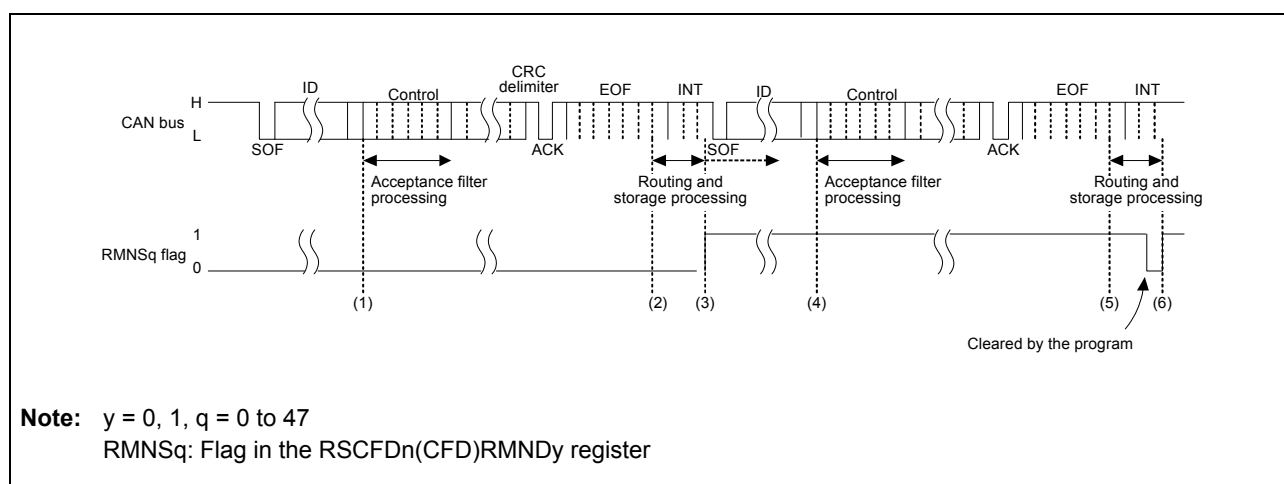 CRC
delimiter
ID Control EOF INT ID Control EOF INT
H
CAN bus
L
SOF ACK SOF ACK
Acceptance filter
processing
Routing and
storage processing
Acceptance filter
processing
Routing and
storage processing
1
RMNSq flag
0
(1) (2) (3) (4) (5) (6)
Cleared by the program
Note: y = 0, 1, q = 0 to 47
RMNSq: Flag in the RSCFDn(CFD)RMNDy register